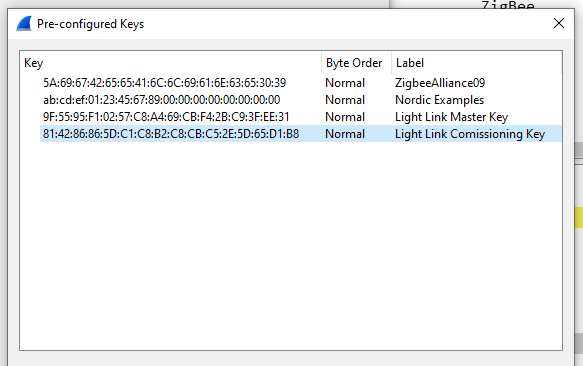 ZigBee
Pre-configured Keys
Key Byte Order Label
5A:69:67:42:65:65:41:6C:6C:69:61:6E:63:65:30:39 Normal ZigbeeAlliance09
ab:cd:ef:01:23:45:67:89:00:00:00:00:00:00:00:00 Normal Nordic Examples
9F:55:95:F1:02:57:C8:A4:69:CB:F4:2B:C9:3F:EE:31 Normal Light Link Master Key
81:42:86:86:5D:C1:C8:B2:C8:CB:C5:2E:5D:65:D1:B8 Normal Light Link Comissioning Key